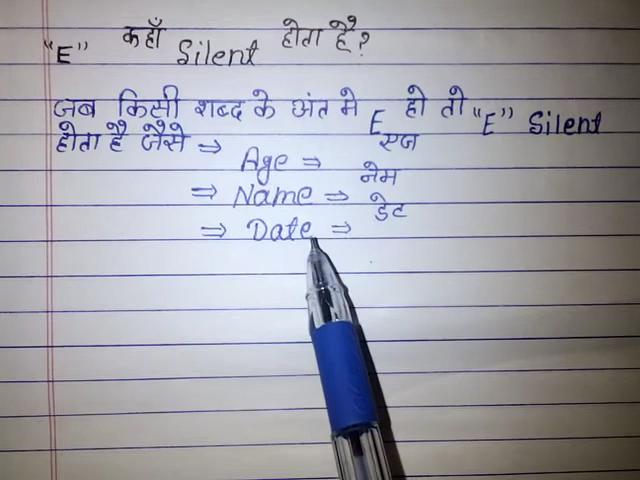 "E" कहाँ Silent होता है?
जब किसी शब्द के अंत मे E हो तो "E" Silent
होता है जैसे ⇒ Age ⇒ एज
⇒ Name ⇒ नेम
⇒ Date ⇒ डेट